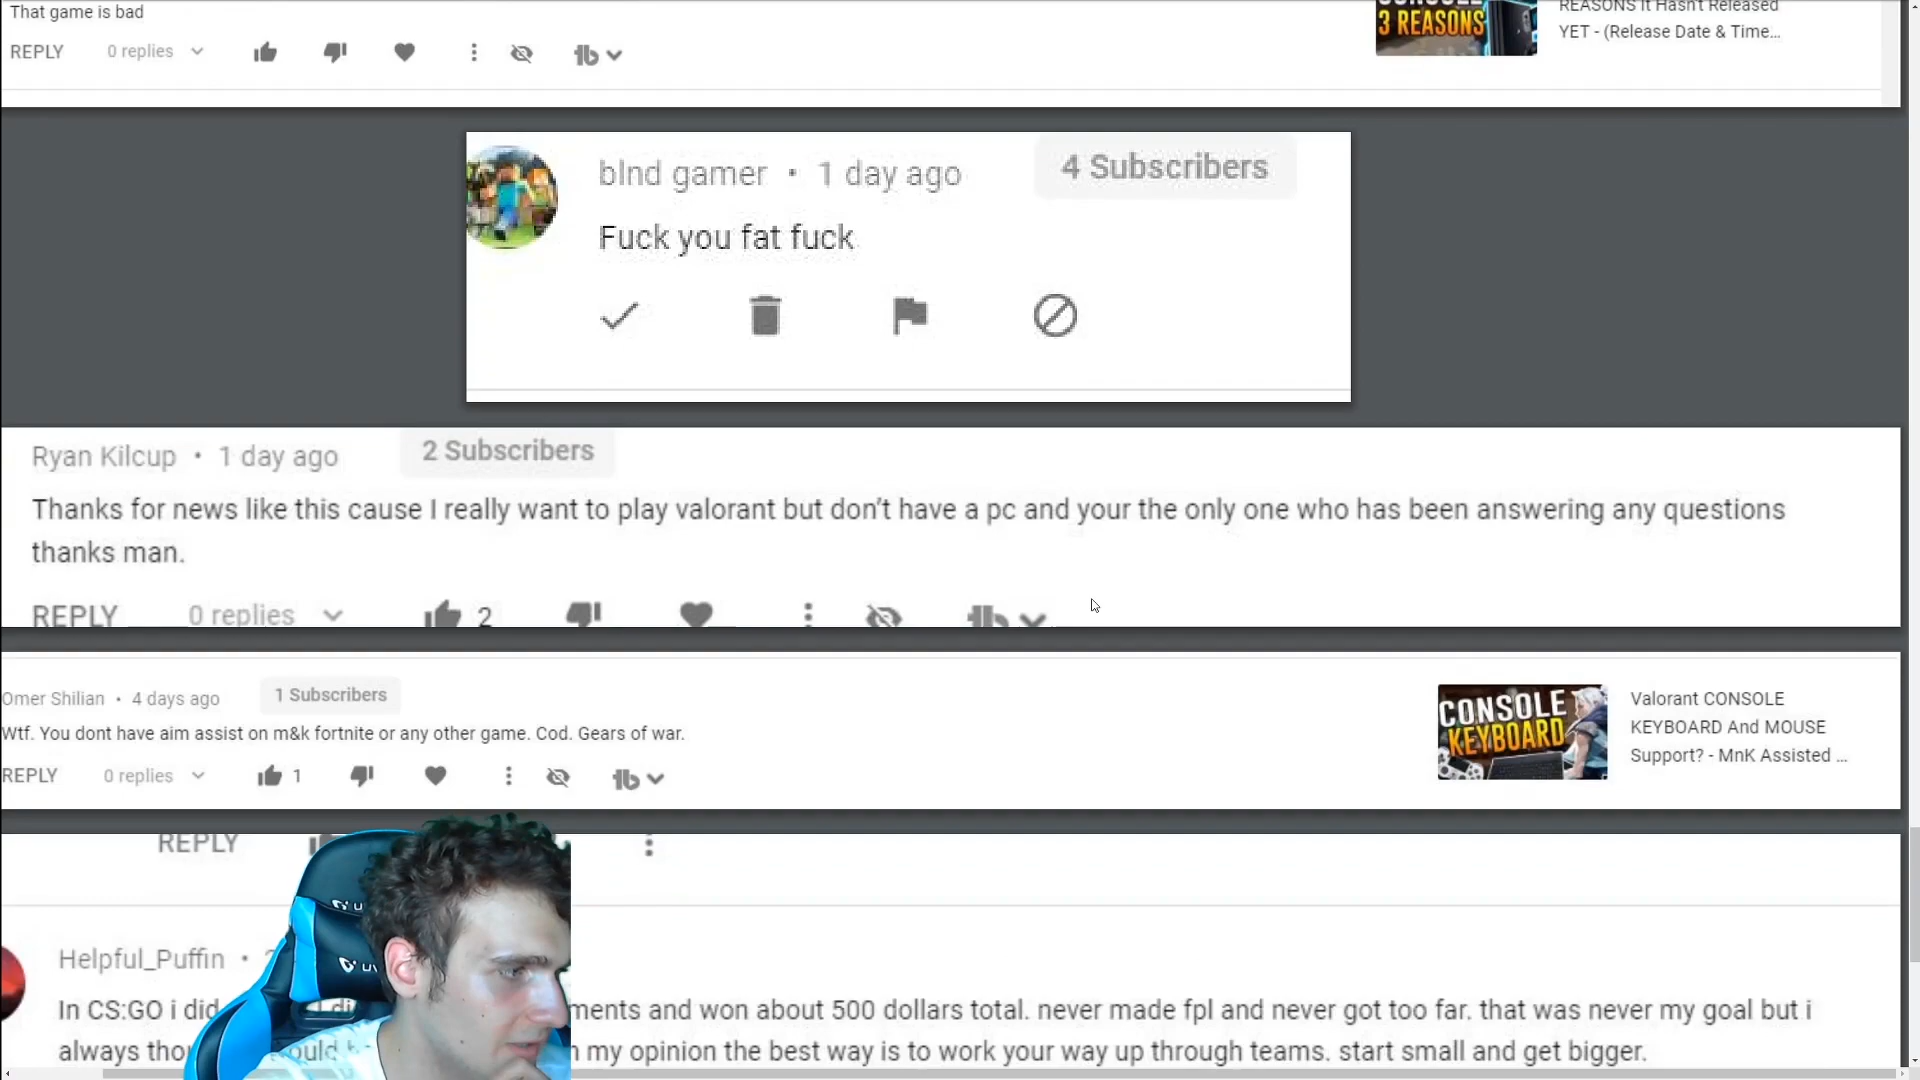 That game is bad
REPLY 0 replies
CONSOLE
3 REASONS
REASONS It Hasn't Released
YET - (Release Date & Time...
blnd gamer • 1 day ago 4 Subscribers
Fuck you fat fuck
Ryan Kilcup • 1 day ago 2 Subscribers
Thanks for news like this cause I really want to play valorant but don't have a pc and your the only one who has been answering any questions
thanks man.
REPLY 0 replies 2
Omer Shilian • 4 days ago 1 Subscribers
Wtf. You dont have aim assist on m&k fortnite or any other game. Cod. Gears of war.
REPLY 0 replies 1
CONSOLE
KEYBOARD
Valorant CONSOLE
KEYBOARD And MOUSE
Support? - MnK Assisted ...
REPLY
Helpful_Puffin •
In CS:GO i did ments and won about 500 dollars total. never made fpl and never got too far. that was never my goal but i
always my opinion the best way is to work your way up through teams. start small and get bigger.